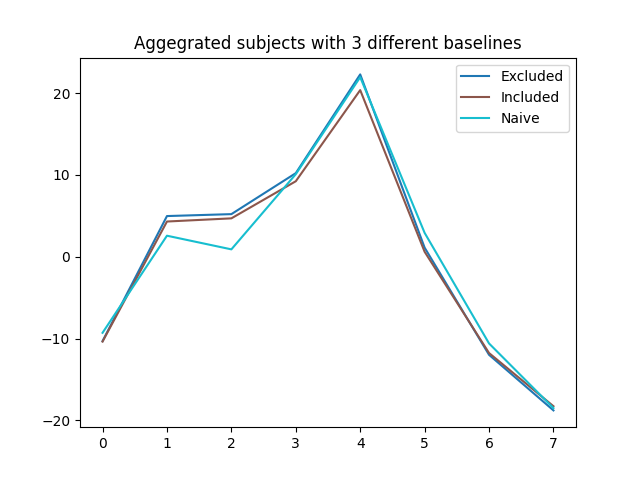 Aggegrated subjects with 3 different baselines
Excluded
Included
Naive
20
10
0
−10
−20
0 1 2 3 4 5 6 7